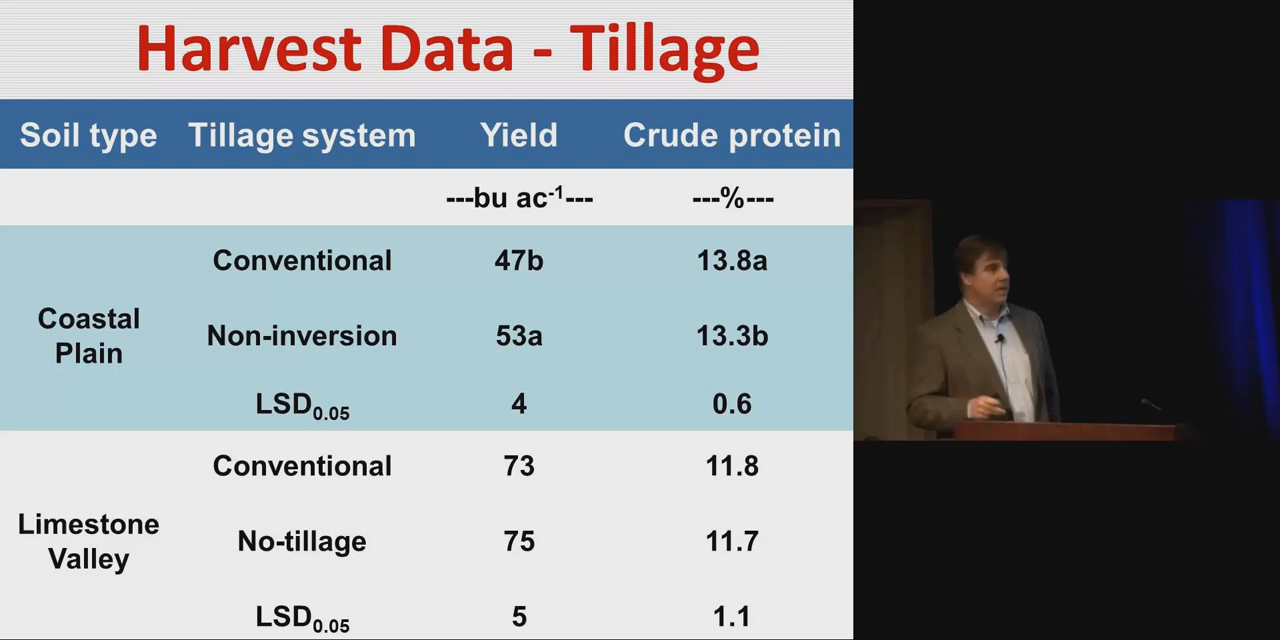 Harvest Data - Tillage
Soil type Tillage system Yield Crude protein
---bu ac⁻¹--- ---%---
Conventional 47b 13.8a
Coastal Plain
Non-inversion 53a 13.3b
LSD₀.₀₅ 4 0.6
Conventional 73 11.8
Limestone Valley
No-tillage 75 11.7
LSD₀.₀₅ 5 1.1